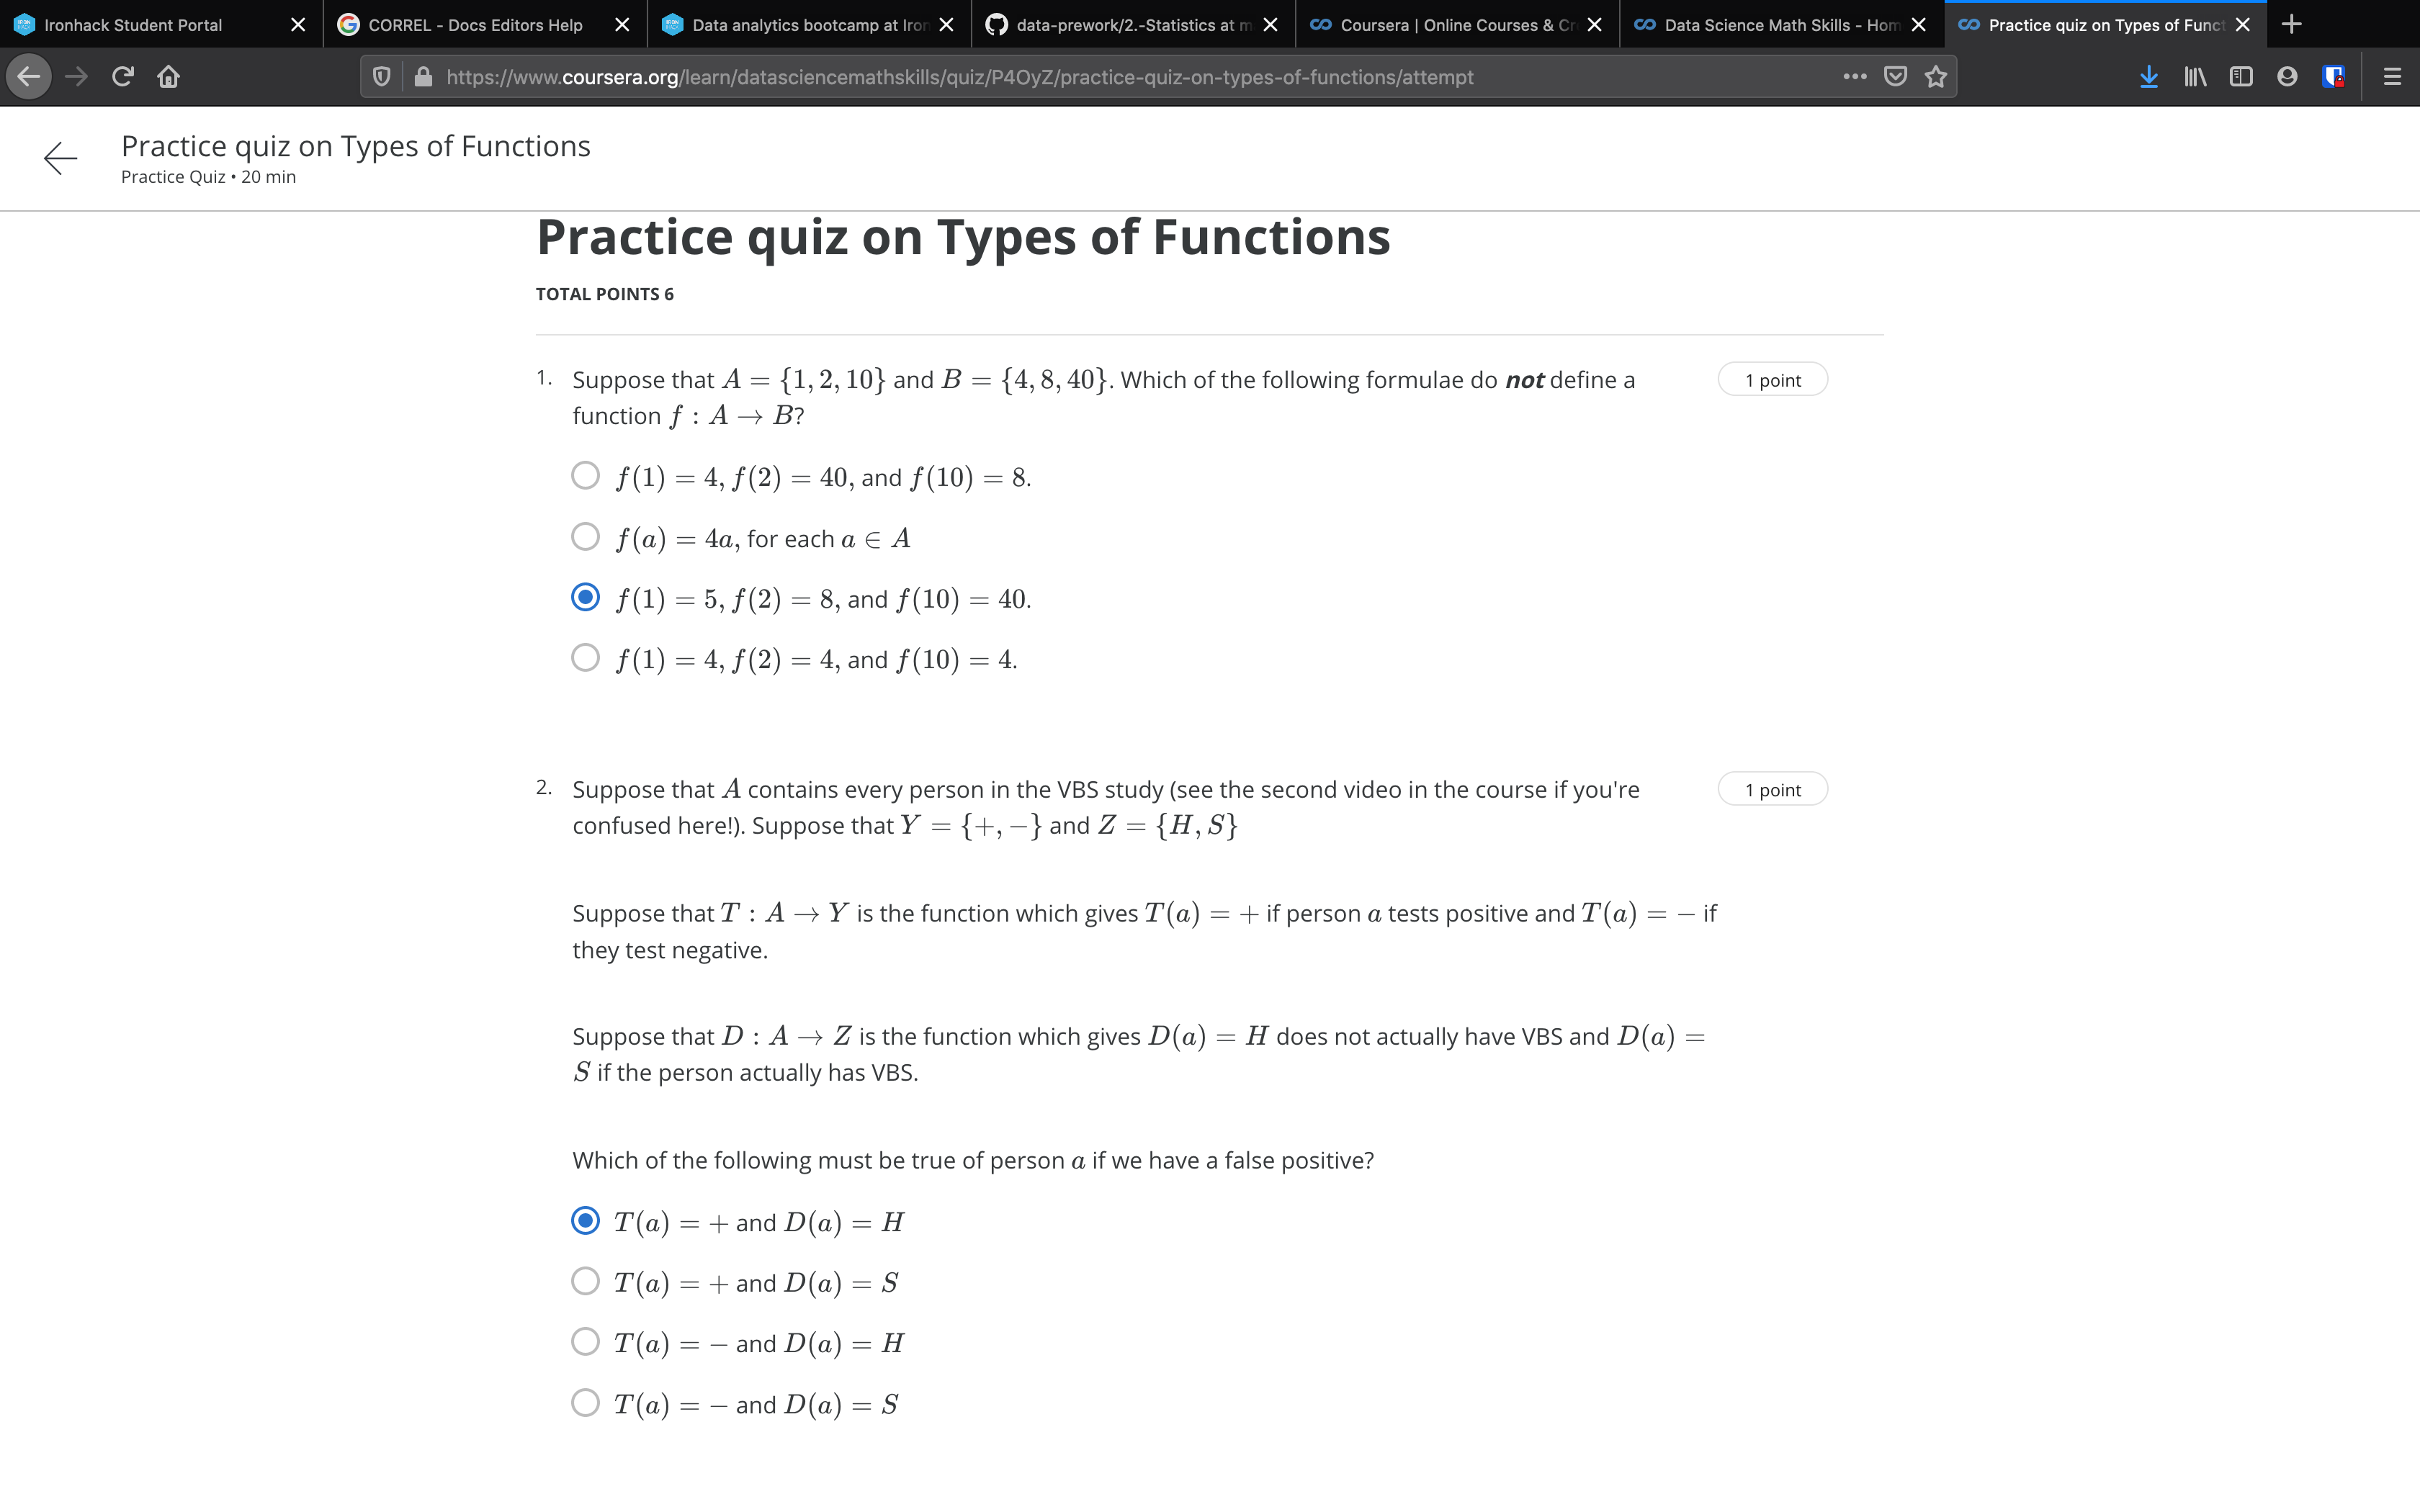 Ironhack Student Portal
CORREL - Docs Editors Help
Data analytics bootcamp at Iron
data-prework/2.-Statistics at m
Coursera | Online Courses & Cr
Data Science Math Skills - Hom
Practice quiz on Types of Funct
https://www.coursera.org/learn/datasciencemathskills/quiz/P4OyZ/practice-quiz-on-types-of-functions/attempt
Practice quiz on Types of Functions
Practice Quiz • 20 min
Practice quiz on Types of Functions
TOTAL POINTS 6
1. Suppose that A = {1, 2, 10} and B = {4, 8, 40}. Which of the following formulae do not define a
1 point
function f : A → B?
f(1) = 4, f(2) = 40, and f(10) = 8.
f(a) = 4a, for each a ∈ A
f(1) = 5, f(2) = 8, and f(10) = 40.
f(1) = 4, f(2) = 4, and f(10) = 4.
2. Suppose that A contains every person in the VBS study (see the second video in the course if you're
1 point
confused here!). Suppose that Y = {+, −} and Z = {H, S}
Suppose that T : A → Y is the function which gives T(a) = + if person a tests positive and T(a) = − if
they test negative.
Suppose that D : A → Z is the function which gives D(a) = H does not actually have VBS and D(a) =
S if the person actually has VBS.
Which of the following must be true of person a if we have a false positive?
T(a) = + and D(a) = H
T(a) = + and D(a) = S
T(a) = − and D(a) = H
T(a) = − and D(a) = S